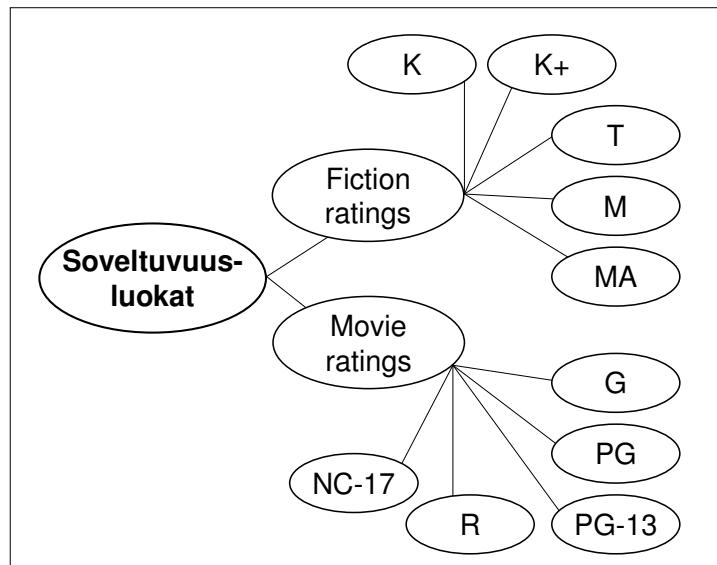 K
K+
T
Fiction
ratings
M
Soveltuvuus-
luokat
MA
Movie
ratings
G
PG
NC-17
R
PG-13